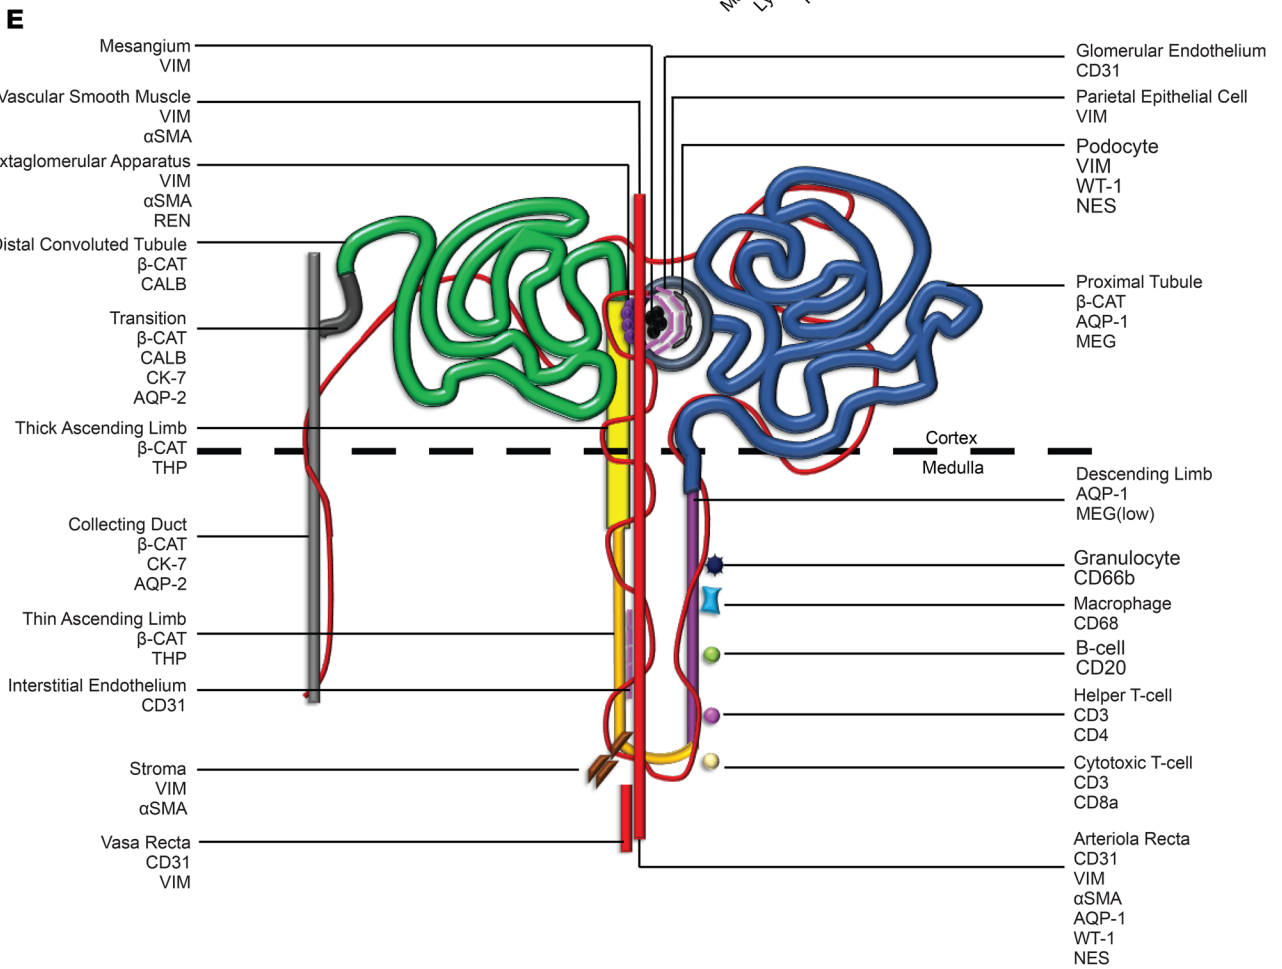 E
Mesangium
VIM
Vascular Smooth Muscle
VIM
αSMA
xtaglomerular Apparatus
VIM
αSMA
REN
Distal Convoluted Tubule
β-CAT
CALB
Transition
β-CAT
CALB
CK-7
AQP-2
Thick Ascending Limb
β-CAT
THP
Collecting Duct
β-CAT
CK-7
AQP-2
Thin Ascending Limb
β-CAT
THP
Interstitial Endothelium
CD31
Stroma
VIM
αSMA
Vasa Recta
CD31
VIM
Cortex
Medulla
Glomerular Endothelium
CD31
Parietal Epithelial Cell
VIM
Podocyte
VIM
WT-1
NES
Proximal Tubule
β-CAT
AQP-1
MEG
Descending Limb
AQP-1
MEG(low)
Granulocyte
CD66b
Macrophage
CD68
B-cell
CD20
Helper T-cell
CD3
CD4
Cytotoxic T-cell
CD3
CD8a
Arteriola Recta
CD31
VIM
αSMA
AQP-1
WT-1
NES